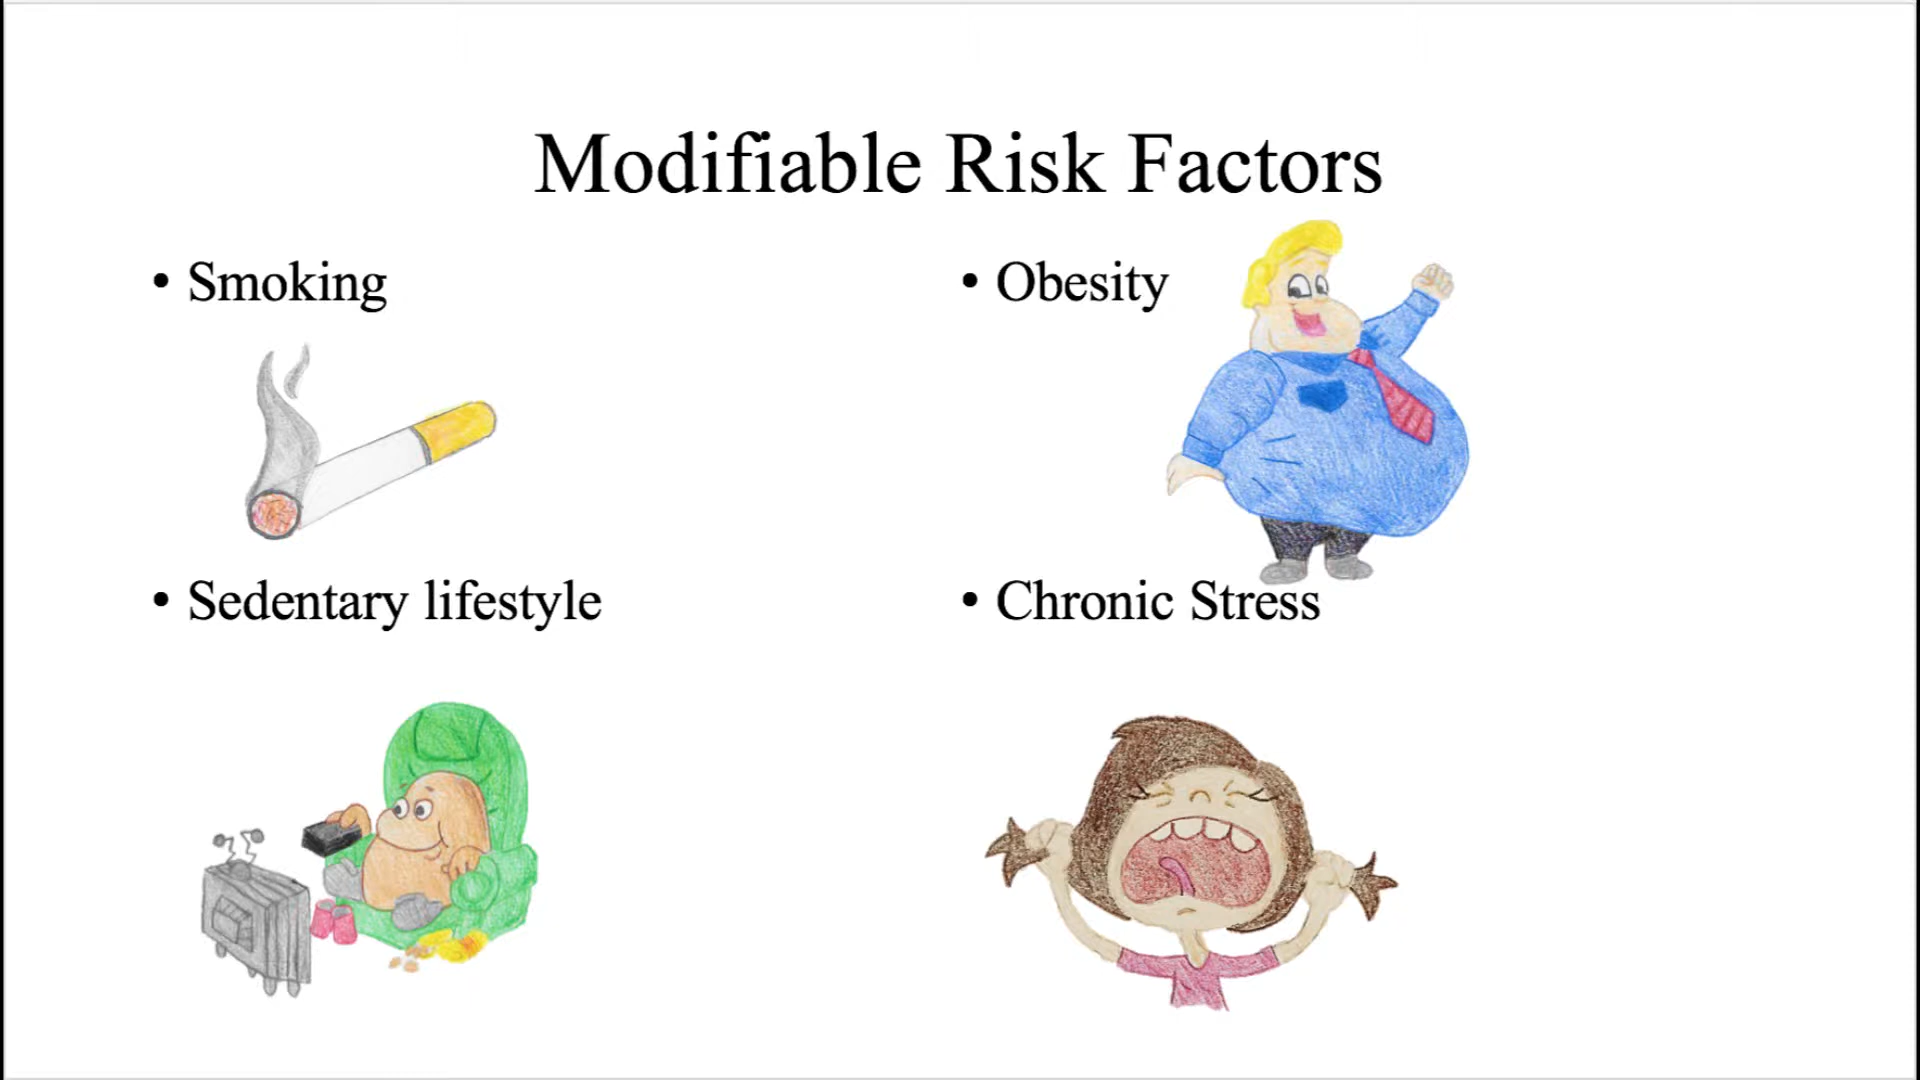 Modifiable Risk Factors
• Smoking
• Sedentary lifestyle
• Obesity
• Chronic Stress